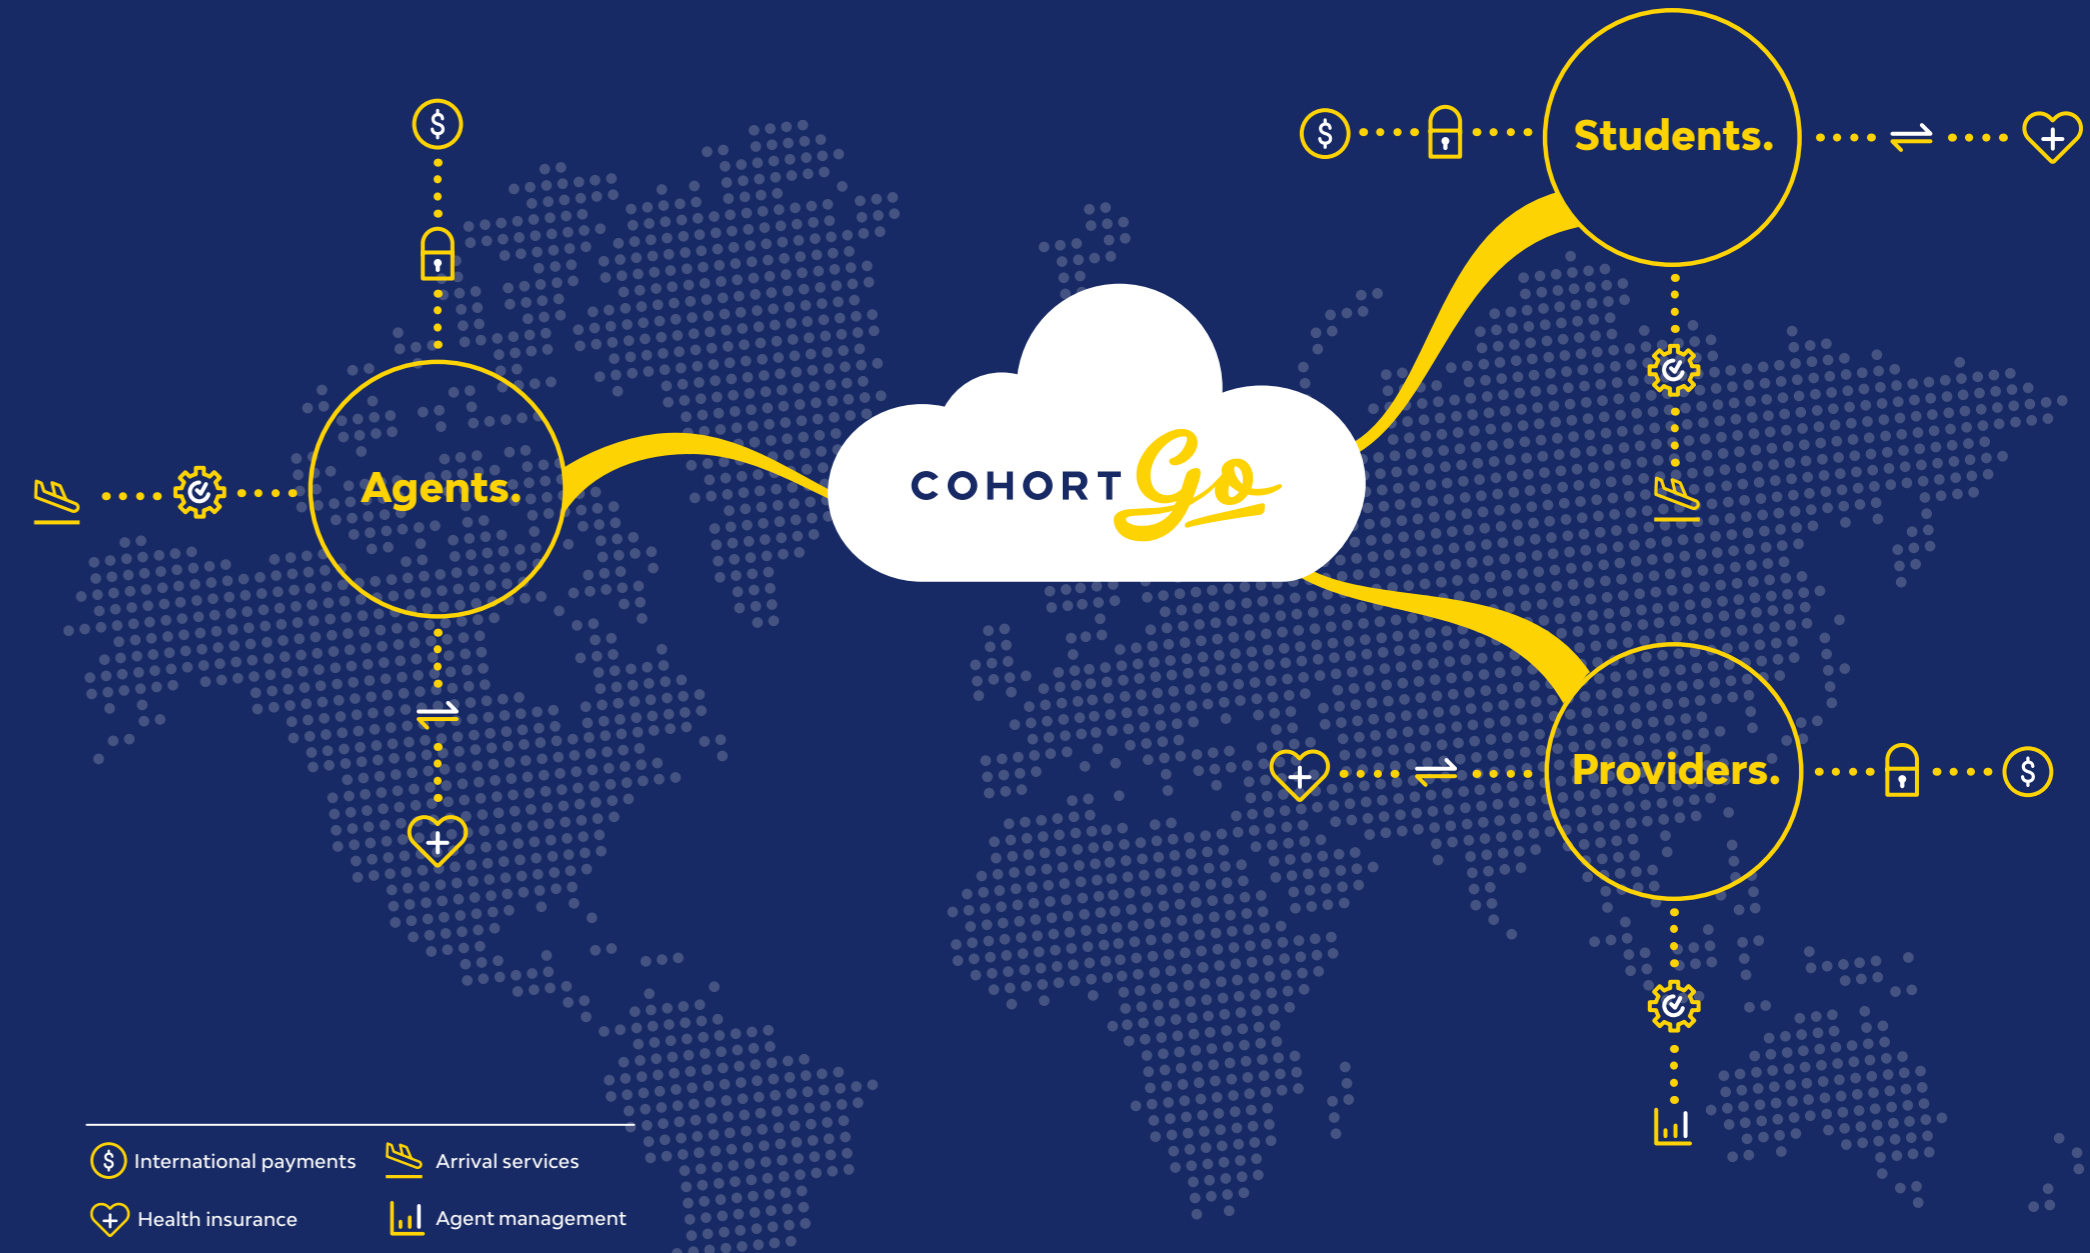 Students.
Agents.
COHORT Go
Providers.
International payments
Arrival services
Health insurance
Agent management